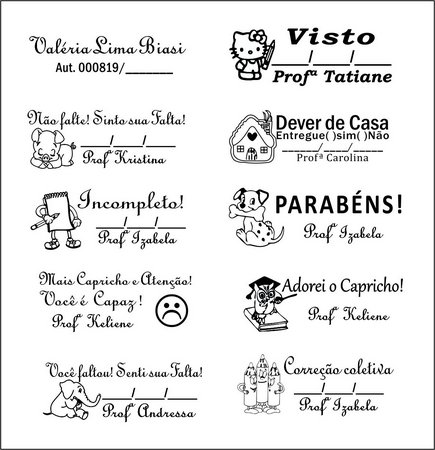 Valéria Lima Biasi
Aut. 000819/_______
Visto
___/___/___
Profª Tatiane
Não falte! Sinto sua Falta!
___/___/___
Profª Kristina
Dever de Casa
Entregue( )sim( )Não
____/____/____
Profª Carolina
Incompleto!
___/___/___
Profª Izabela
PARABÉNS!
Profª Izabela
Mais Capricho e Atenção!
Você é Capaz !
Profª Keliene
Adorei o Capricho!
Profª Keliene
Você faltou! Senti sua Falta!
___/___/___
Profª Andressa
Correção coletiva
___/___/___
Profª Izabela